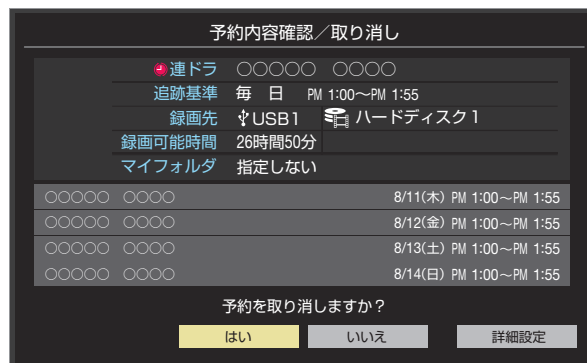 予約内容確認／取り消し
連ドラ ○○○○○ ○○○○
追跡基準 毎 日 PM 1:00〜PM 1:55
録画先 USB1 ハードディスク1
録画可能時間 26時間50分
マイフォルダ 指定しない
○○○○○ ○○○○ 8/11(木) PM 1:00〜PM 1:55
○○○○○ ○○○○ 8/12(金) PM 1:00〜PM 1:55
○○○○○ ○○○○ 8/13(土) PM 1:00〜PM 1:55
○○○○○ ○○○○ 8/14(日) PM 1:00〜PM 1:55
予約を取り消しますか？
はい いいえ 詳細設定